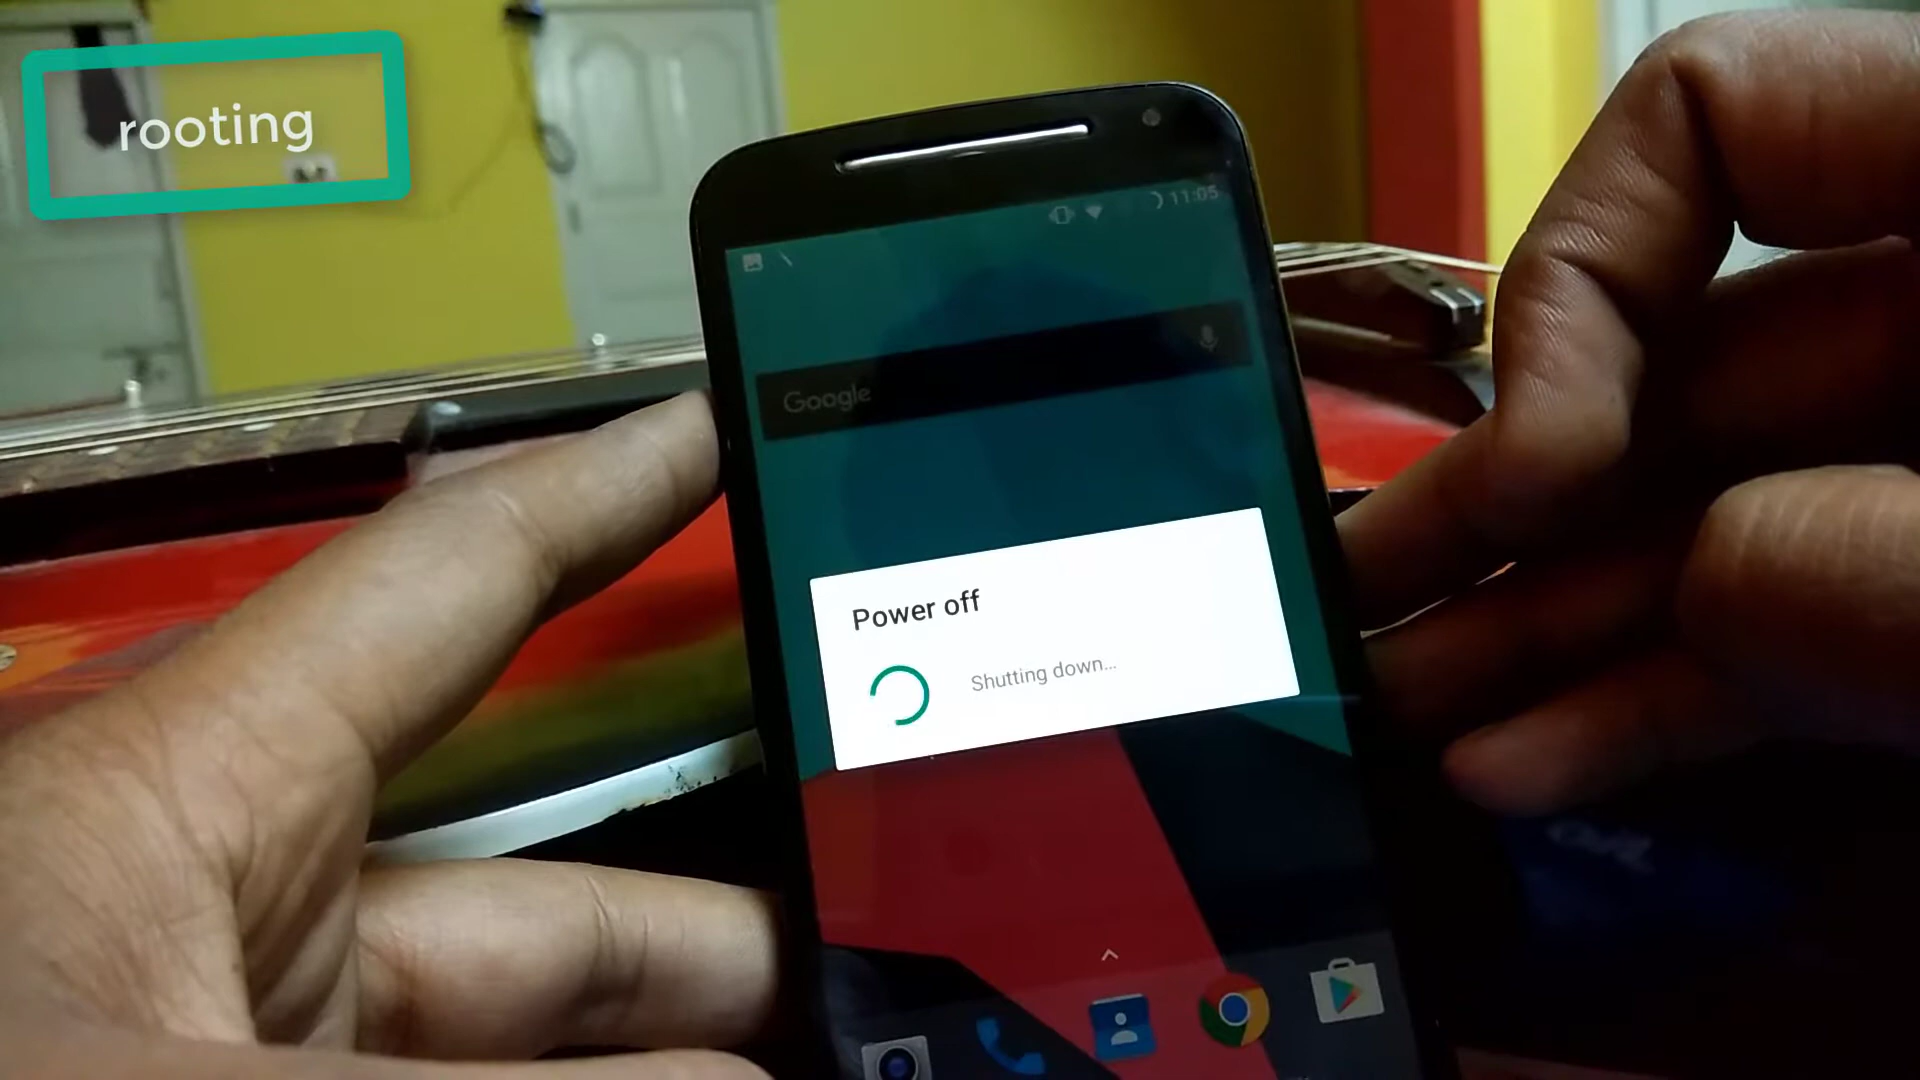 rooting
11:05
Google
Power off
Shutting down...